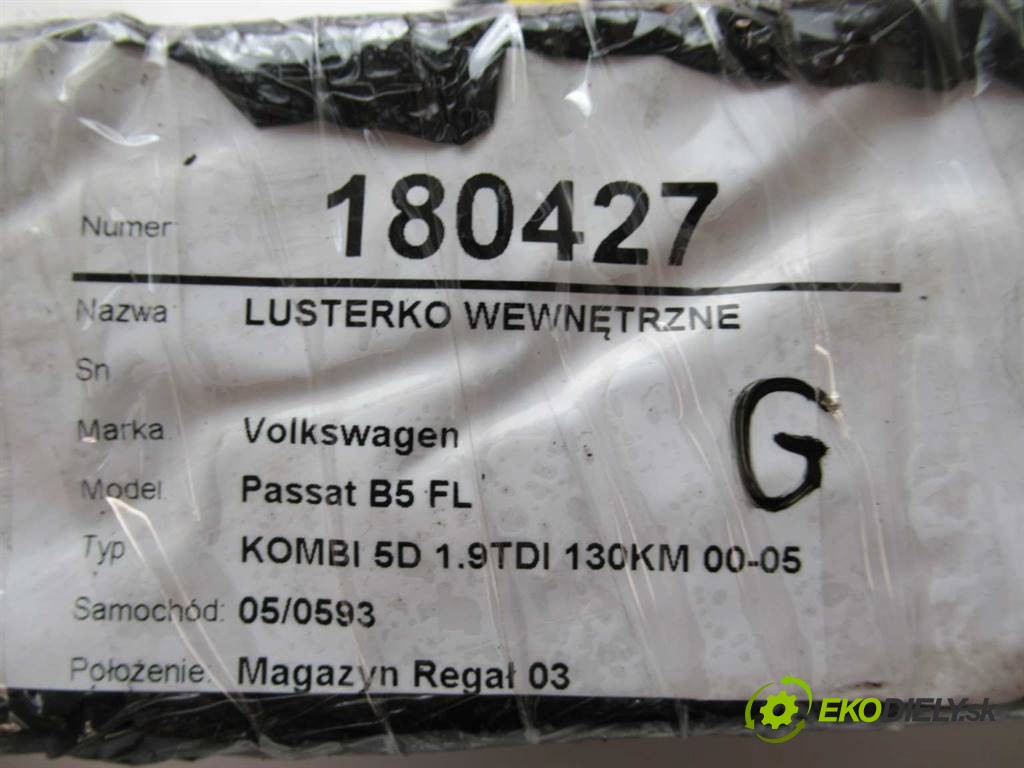 Numer: 180427
Nazwa: LUSTERKO WEWNĘTRZNE
Sn
Marka: Volkswagen
G
Model: Passat B5 FL
Typ KOMBI 5D 1.9TDI 130KM 00-05
Samochód: 05/0593
Położenie: Magazyn Regał 03
EKODIELY.sk